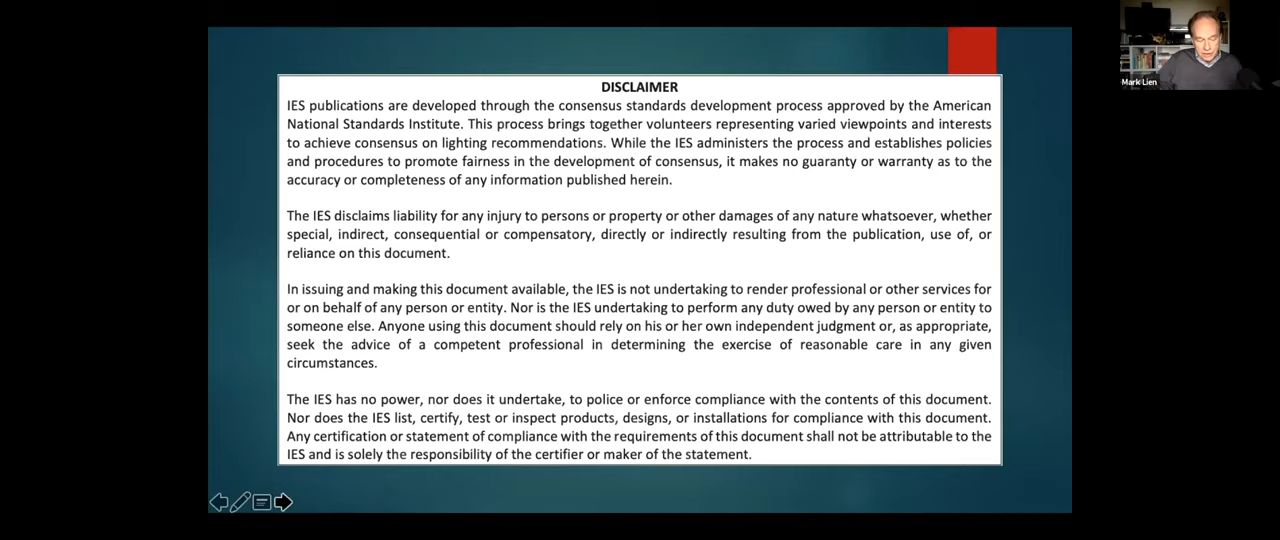 DISCLAIMER
IES publications are developed through the consensus standards development process approved by the American
National Standards Institute. This process brings together volunteers representing varied viewpoints and interests
to achieve consensus on lighting recommendations. While the IES administers the process and establishes policies
and procedures to promote fairness in the development of consensus, it makes no guaranty or warranty as to the
accuracy or completeness of any information published herein.
The IES disclaims liability for any injury to persons or property or other damages of any nature whatsoever, whether
special, indirect, consequential or compensatory, directly or indirectly resulting from the publication, use of, or
reliance on this document.
In issuing and making this document available, the IES is not undertaking to render professional or other services for
or on behalf of any person or entity. Nor is the IES undertaking to perform any duty owed by any person or entity to
someone else. Anyone using this document should rely on his or her own independent judgment or, as appropriate,
seek the advice of a competent professional in determining the exercise of reasonable care in any given
circumstances.
The IES has no power, nor does it undertake, to police or enforce compliance with the contents of this document.
Nor does the IES list, certify, test or inspect products, designs, or installations for compliance with this document.
Any certification or statement of compliance with the requirements of this document shall not be attributable to the
IES and is solely the responsibility of the certifier or maker of the statement.
Mark Lien